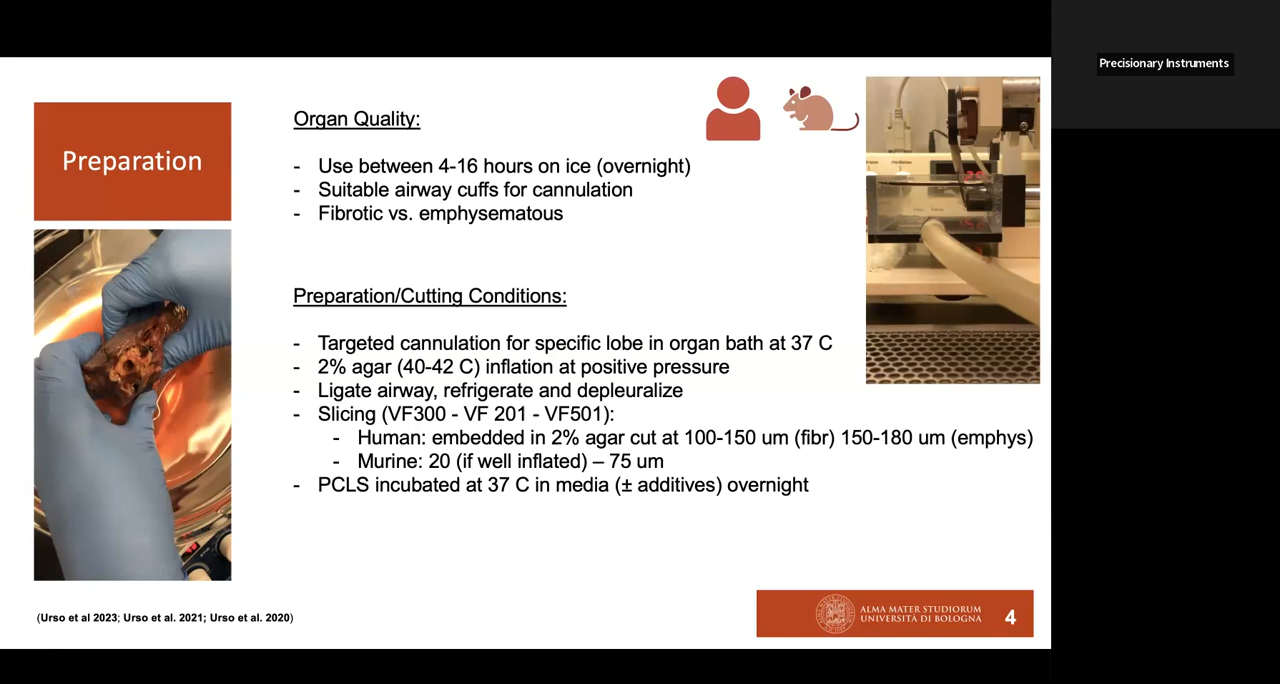 Precisionary Instruments
Preparation
Organ Quality:
- Use between 4-16 hours on ice (overnight)
- Suitable airway cuffs for cannulation
- Fibrotic vs. emphysematous
Preparation/Cutting Conditions:
- Targeted cannulation for specific lobe in organ bath at 37 C
- 2% agar (40-42 C) inflation at positive pressure
- Ligate airway, refrigerate and depleuralize
- Slicing (VF300 - VF 201 - VF501):
- Human: embedded in 2% agar cut at 100-150 um (fibr) 150-180 um (emphys)
- Murine: 20 (if well inflated) – 75 um
- PCLS incubated at 37 C in media (± additives) overnight
(Urso et al 2023; Urso et al. 2021; Urso et al. 2020)
ALMA MATER STUDIORUM
UNIVERSITÀ DI BOLOGNA
4